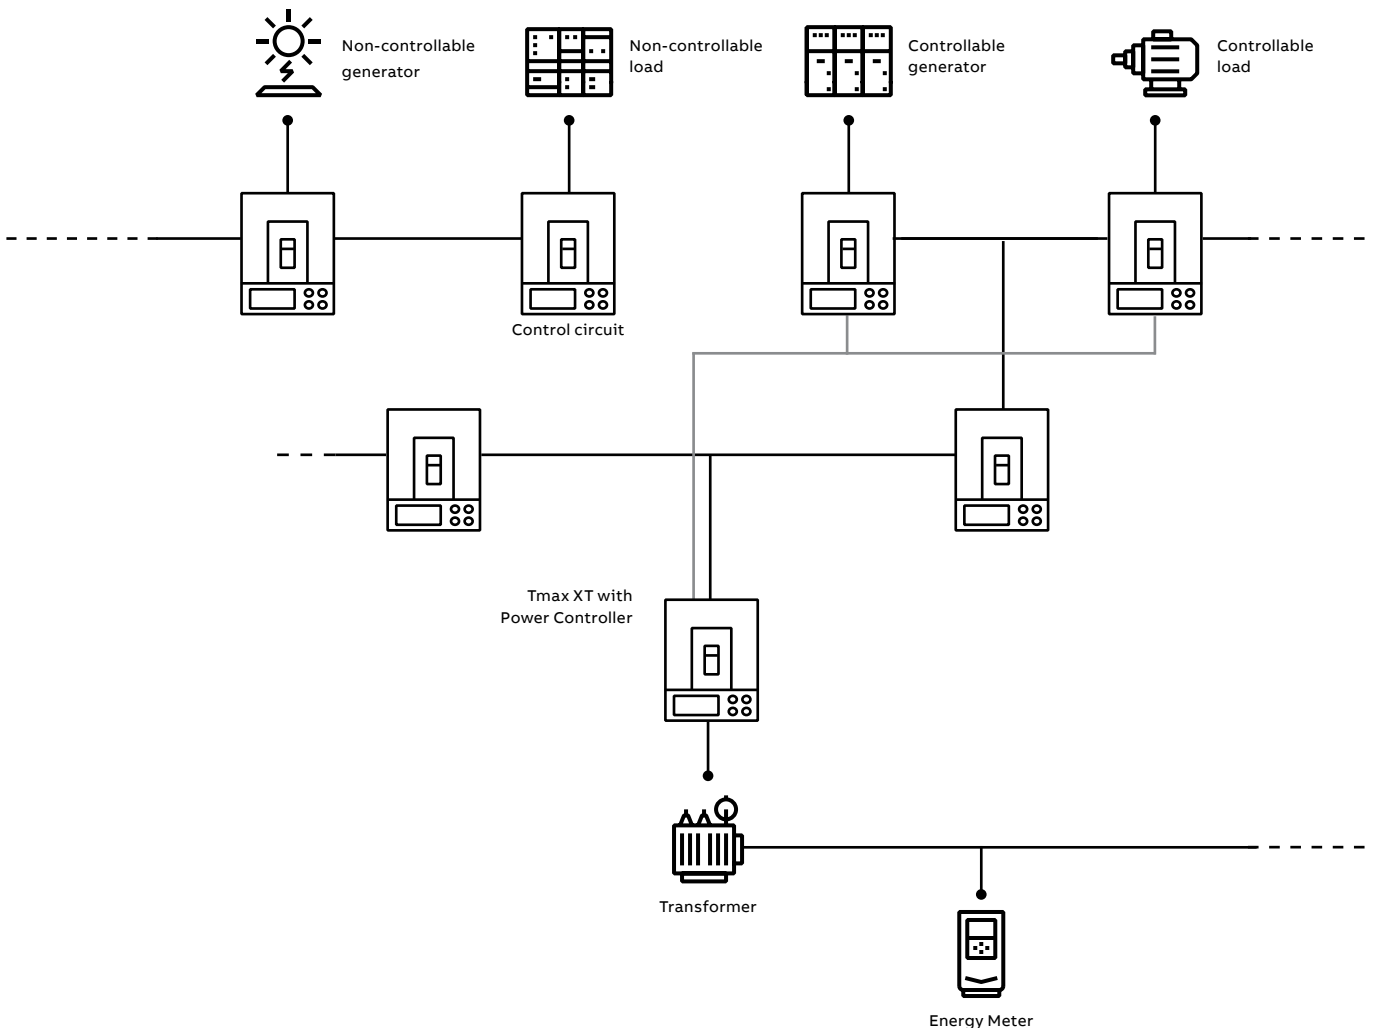 Non-controllable
generator
Non-controllable
load
Controllable
generator
Controllable
load
Control circuit
Tmax XT with
Power Controller
Transformer
Energy Meter